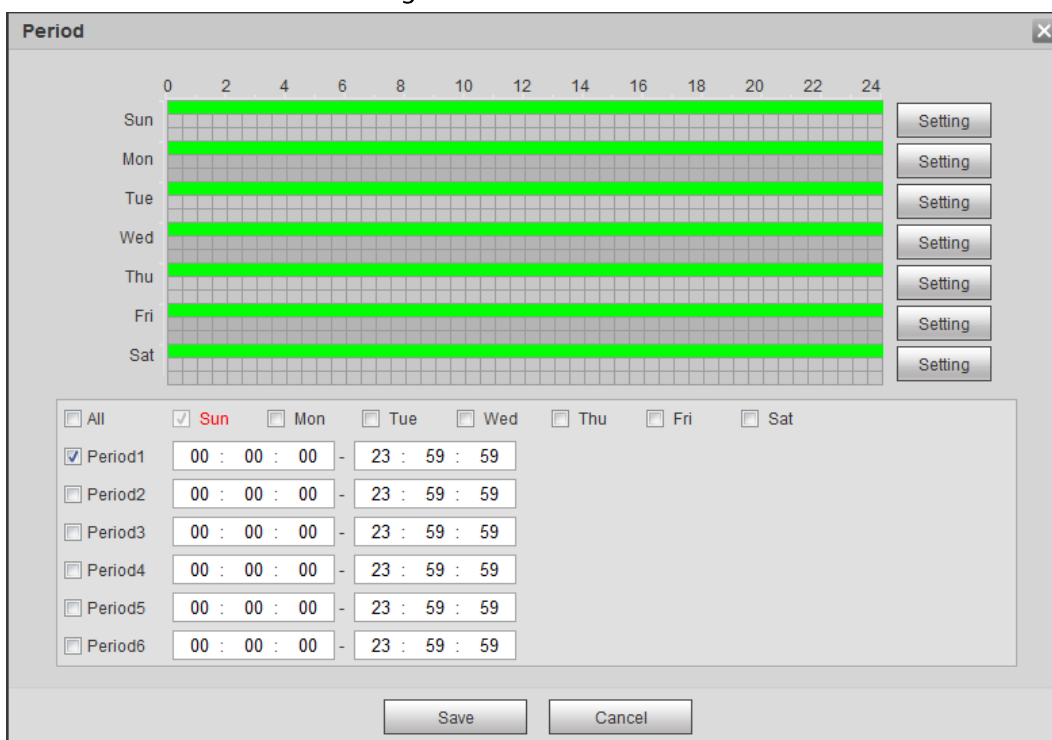 Period
0 2 4 6 8 10 12 14 16 18 20 22 24
Sun Setting
Mon Setting
Tue Setting
Wed Setting
Thu Setting
Fri Setting
Sat Setting
All Sun Mon Tue Wed Thu Fri Sat
Period1 00 : 00 : 00 - 23 : 59 : 59
Period2 00 : 00 : 00 - 23 : 59 : 59
Period3 00 : 00 : 00 - 23 : 59 : 59
Period4 00 : 00 : 00 - 23 : 59 : 59
Period5 00 : 00 : 00 - 23 : 59 : 59
Period6 00 : 00 : 00 - 23 : 59 : 59
Save Cancel